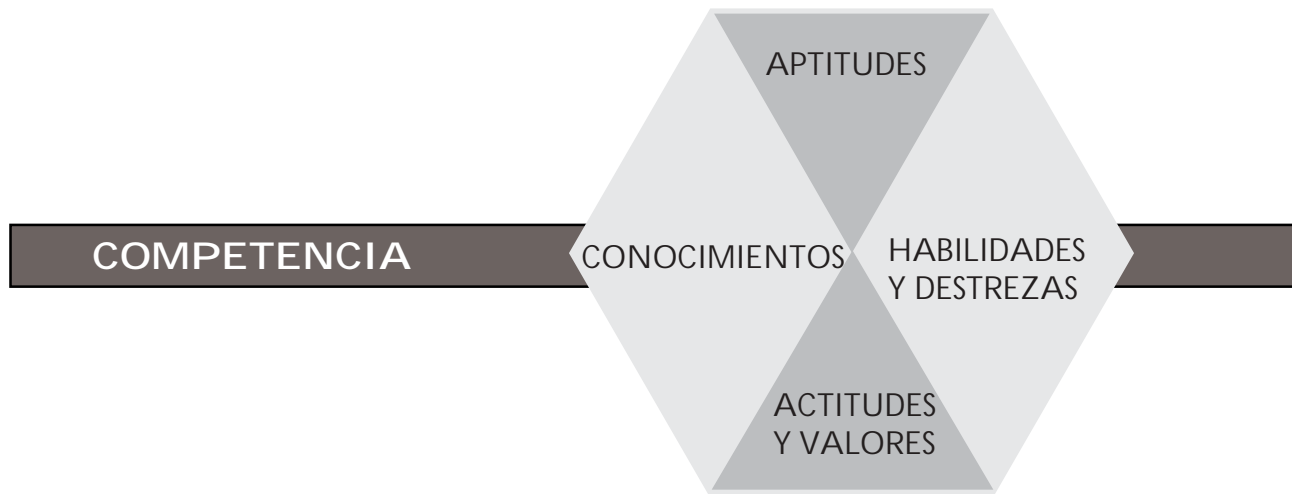 APTITUDES
COMPETENCIA
CONOCIMIENTOS
HABILIDADES
Y DESTREZAS
ACTITUDES
Y VALORES